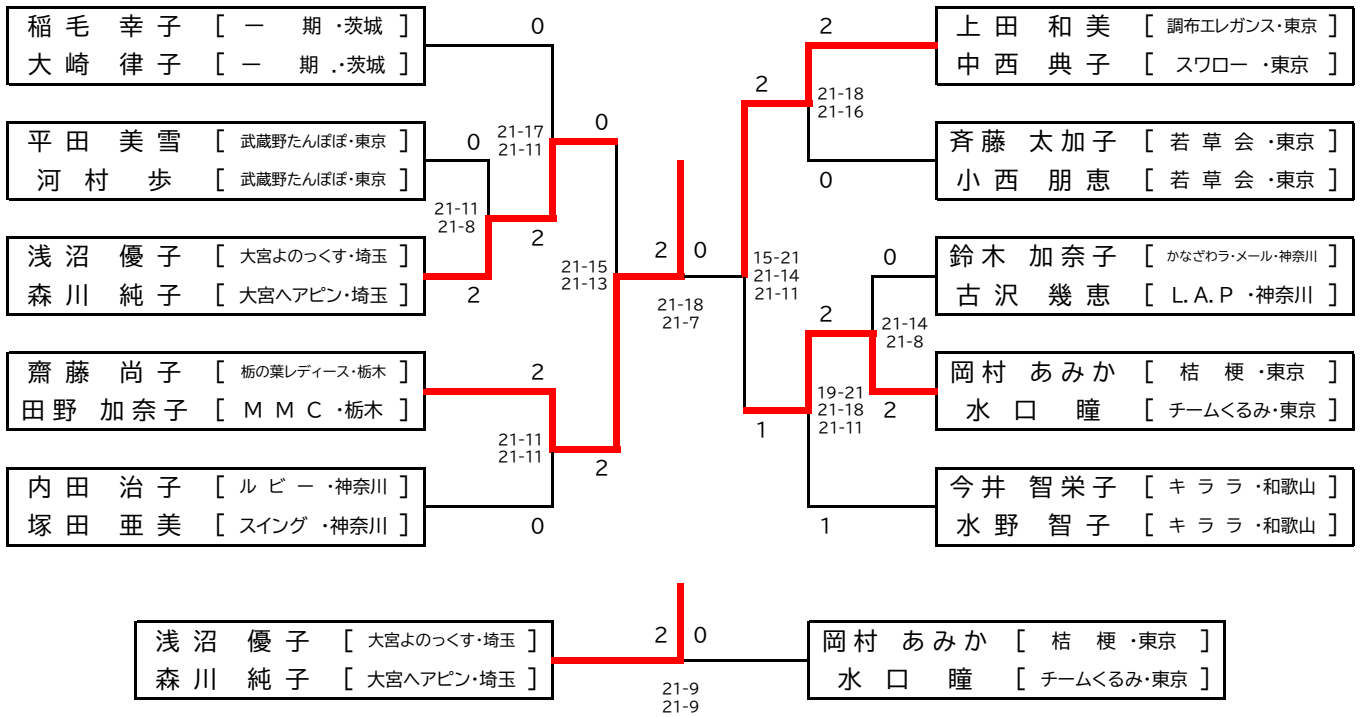 稲毛 幸子 [ 一 期 ・茨城 ]
大崎 律子 [ 一 期 .・茨城 ]
0
平田 美雪 [ 武蔵野たんぽぽ・東京 ]
河村 歩 [ 武蔵野たんぽぽ・東京 ]
0
21-17
21-11
0
21-11
21-8
2
浅沼 優子 [ 大宮よのっくす・埼玉 ]
森川 純子 [ 大宮ヘアピン・埼玉 ]
2
21-15
21-13
齋藤 尚子 [ 栃の葉レディース・栃木 ]
田野 加奈子 [ ＭＭＣ ・栃木 ]
2
21-11
21-11
2
内田 治子 [ ルビー ・神奈川 ]
塚田 亜美 [ スイング ・神奈川 ]
0
2 0
21-18
21-7
上田 和美 [ 調布エレガンス・東京 ]
中西 典子 [ スワロー ・東京 ]
2
2
21-18
21-16
斉藤 太加子 [ 若草会 ・東京 ]
小西 朋恵 [ 若草会 ・東京 ]
0
15-21
21-14
21-11
鈴木 加奈子 [ かなざわラ・メール・神奈川 ]
古沢 幾恵 [ L.A.P ・神奈川 ]
0
2
21-14
21-8
岡村 あみか [ 桔梗 ・東京 ]
水口 瞳 [ チームくるみ・東京 ]
2
1
19-21
21-18
21-11
今井 智栄子 [ キララ ・和歌山 ]
水野 智子 [ キララ ・和歌山 ]
1
浅沼 優子 [ 大宮よのっくす・埼玉 ]
森川 純子 [ 大宮ヘアピン・埼玉 ]
2 0
21-9
21-9
岡村 あみか [ 桔梗 ・東京 ]
水口 瞳 [ チームくるみ・東京 ]